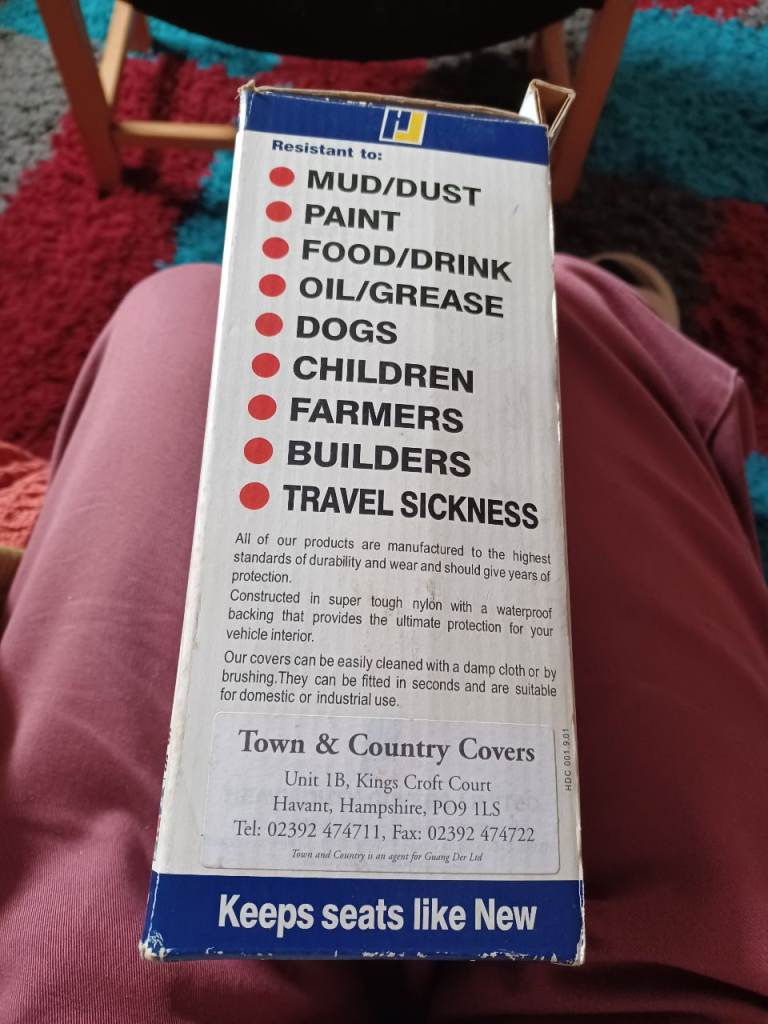 HJ
Resistant to:
MUD/DUST
PAINT
FOOD/DRINK
OIL/GREASE
DOGS
CHILDREN
FARMERS
BUILDERS
TRAVEL SICKNESS
All of our products are manufactured to the highest
standards of durability and wear and should give years of
protection.
Constructed in super tough nylon with a waterproof
backing that provides the ultimate protection for your
vehicle interior.
Our covers can be easily cleaned with a damp cloth or by
brushing.They can be fitted in seconds and are suitable
for domestic or industrial use.
HDC 001.9.01
Town & Country Covers
Unit 1B, Kings Croft Court
Havant, Hampshire, PO9 1LS
Tel: 02392 474711, Fax: 02392 474722
Town and Country is an agent for Guang Der Ltd
Keeps seats like New